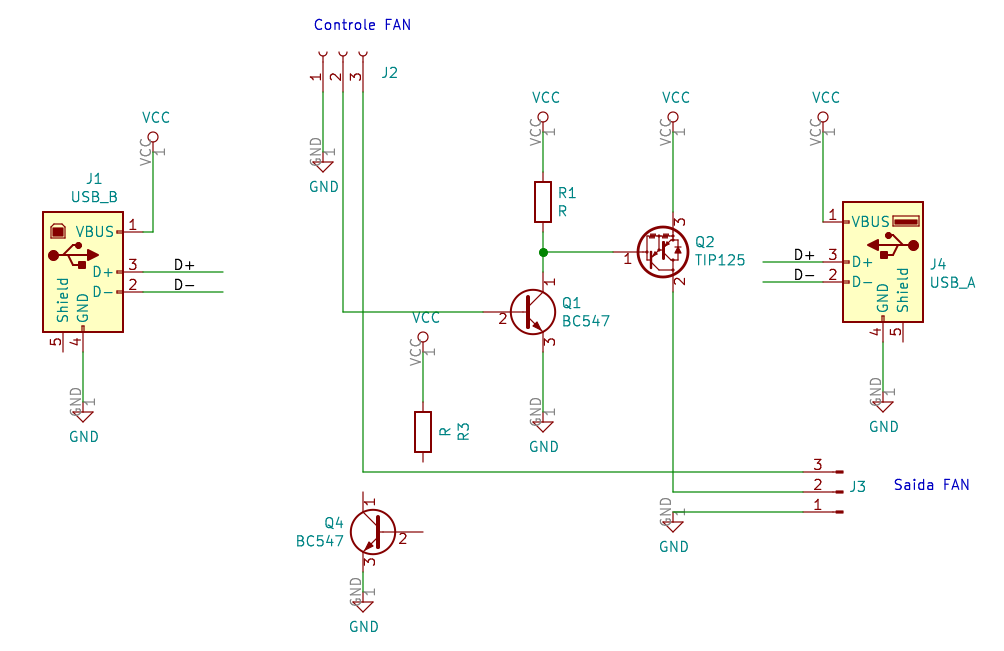 Controle FAN
1
2
3
J2
GND
1
GND
VCC
VCC
1
J1
USB_B
VBUS
1
D+
3
D+
D-
2
D-
Shield
GND
5
4
GND
1
GND
VCC
VCC
1
R1
R
VCC
VCC
1
3
Q2
TIP125
1
2
1
Q1
BC547
2
3
GND
1
GND
VCC
VCC
1
R
R3
VCC
VCC
1
1
VBUS
D+
3
D+
D-
2
D-
GND
Shield
J4
USB_A
4
5
GND
1
GND
3
2
1
J3
Saida FAN
GND
1
GND
1
Q4
BC547
2
3
GND
1
GND